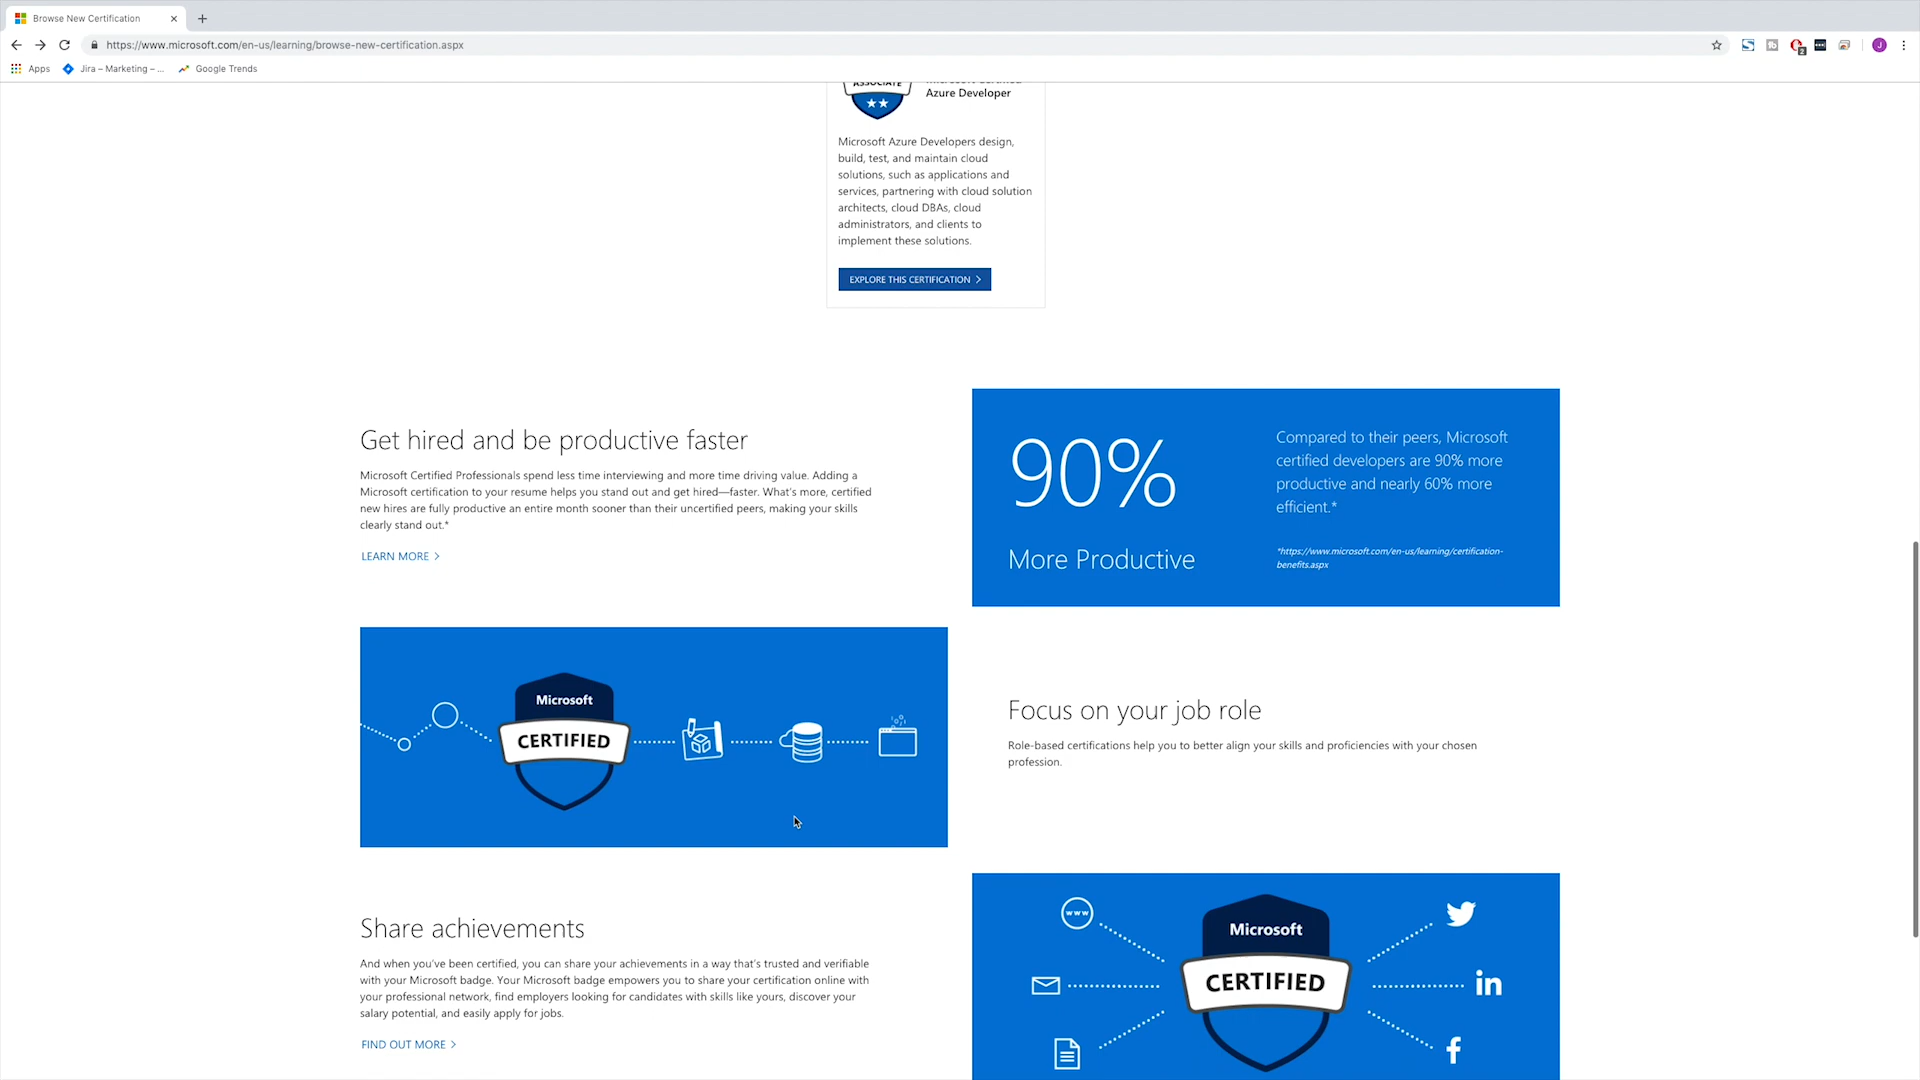 Browse New Certification
https://www.microsoft.com/en-us/learning/browse-new-certification.aspx
J
Apps
Jira – Marketing – ...
Google Trends
ASSOCIATE
Azure Developer
Microsoft Azure Developers design,
build, test, and maintain cloud
solutions, such as applications and
services, partnering with cloud solution
architects, cloud DBAs, cloud
administrators, and clients to
implement these solutions.
EXPLORE THIS CERTIFICATION >
Get hired and be productive faster
Microsoft Certified Professionals spend less time interviewing and more time driving value. Adding a
Microsoft certification to your resume helps you stand out and get hired—faster. What's more, certified
new hires are fully productive an entire month sooner than their uncertified peers, making your skills
clearly stand out.*
LEARN MORE >
90%
More Productive
Compared to their peers, Microsoft
certified developers are 90% more
productive and nearly 60% more
efficient.*
*https://www.microsoft.com/en-us/learning/certification-
benefits.aspx
Microsoft
CERTIFIED
Focus on your job role
Role-based certifications help you to better align your skills and proficiencies with your chosen
profession.
Share achievements
And when you've been certified, you can share your achievements in a way that's trusted and verifiable
with your Microsoft badge. Your Microsoft badge empowers you to share your certification online with
your professional network, find employers looking for candidates with skills like yours, discover your
salary potential, and easily apply for jobs.
FIND OUT MORE >
www
Microsoft
CERTIFIED
in
f